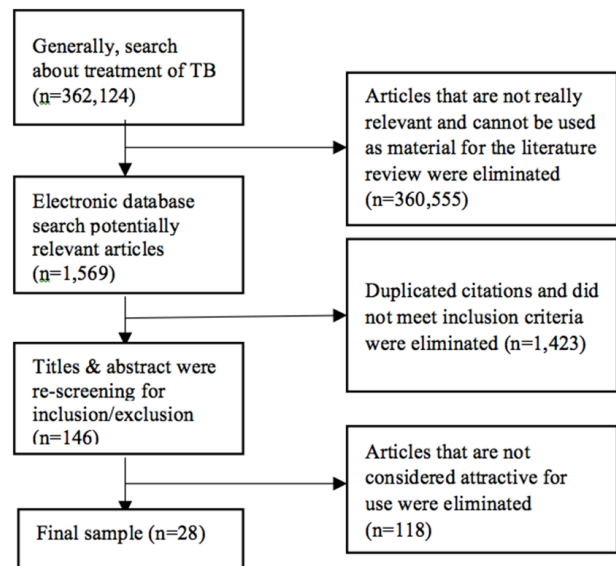 Generally, search
about treatment of TB
(n=362,124)
Articles that are not really
relevant and cannot be used
as material for the literature
review were eliminated
(n=360,555)
Electronic database
search potentially
relevant articles
(n=1,569)
Duplicated citations and did
not meet inclusion criteria
were eliminated (n=1,423)
Titles & abstract were
re-screening for
inclusion/exclusion
(n=146)
Articles that are not
considered attractive for
use were eliminated
(n=118)
Final sample (n=28)